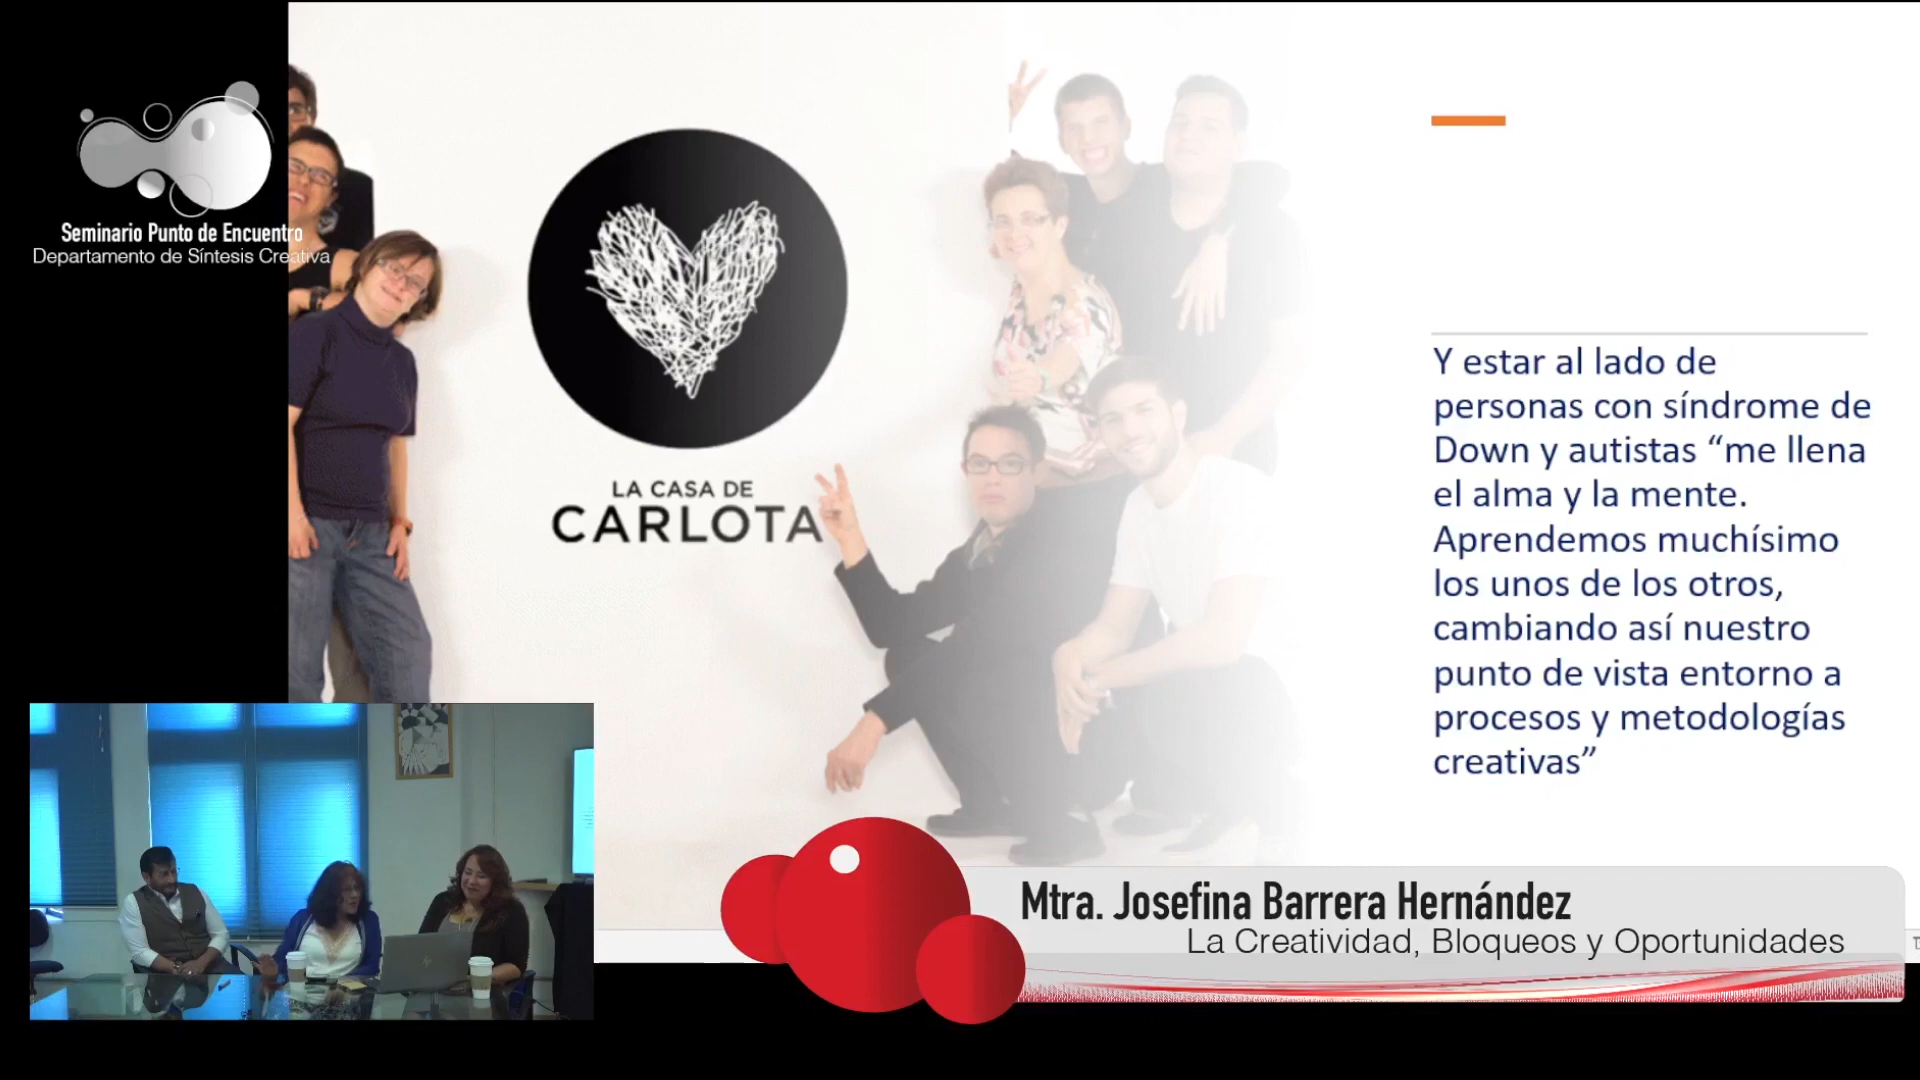 Seminario Punto de Encuentro
Departamento de Síntesis Creativa
LA CASA DE
CARLOTA
Y estar al lado de
personas con síndrome de
Down y autistas “me llena
el alma y la mente.
Aprendemos muchísimo
los unos de los otros,
cambiando así nuestro
punto de vista entorno a
procesos y metodologías
creativas”
Mtra. Josefina Barrera Hernández
La Creatividad, Bloqueos y Oportunidades